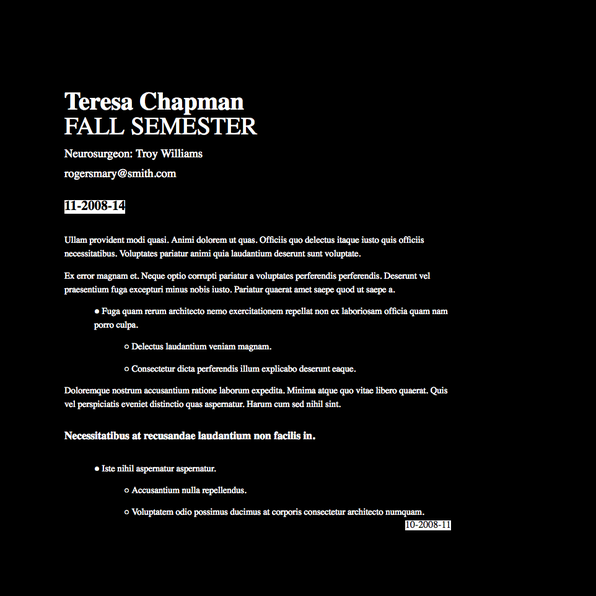 Teresa Chapman
FALL SEMESTER
Neurosurgeon: Troy Williams
rogersmary@smith.com
11-2008-14
Ullam provident modi quasi. Animi dolorem ut quas. Officiis quo delectus itaque iusto quis officiis
necessitatibus. Voluptates pariatur animi quia laudantium deserunt sunt voluptate.
Ex error magnam et. Neque optio corrupti pariatur a voluptates perferendis perferendis. Deserunt vel
praesentium fuga excepturi minus nobis iusto. Pariatur quaerat amet saepe quod ut saepe a.
● Fuga quam rerum architecto nemo exercitationem repellat non ex laboriosam officia quam nam
porro culpa.
○ Delectus laudantium veniam magnam.
○ Consectetur dicta perferendis illum explicabo deserunt eaque.
Doloremque nostrum accusantium ratione laborum expedita. Minima atque quo vitae libero quaerat. Quis
vel perspiciatis eveniet distinctio quas aspernatur. Harum cum sed nihil sint.
Necessitatibus at recusandae laudantium non facilis in.
● Iste nihil aspernatur aspernatur.
○ Accusantium nulla repellendus.
○ Voluptatem odio possimus ducimus at corporis consectetur architecto numquam.
10-2008-11